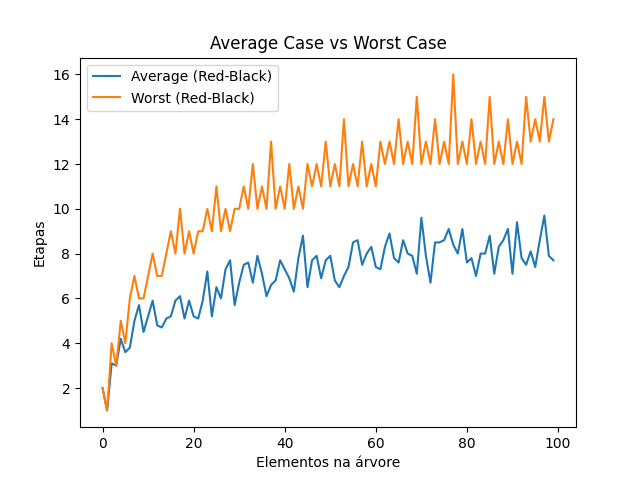 Average Case vs Worst Case
Average (Red-Black)
Worst (Red-Black)
Etapas
16
14
12
10
8
6
4
2
0
20
40
60
80
100
Elementos na árvore